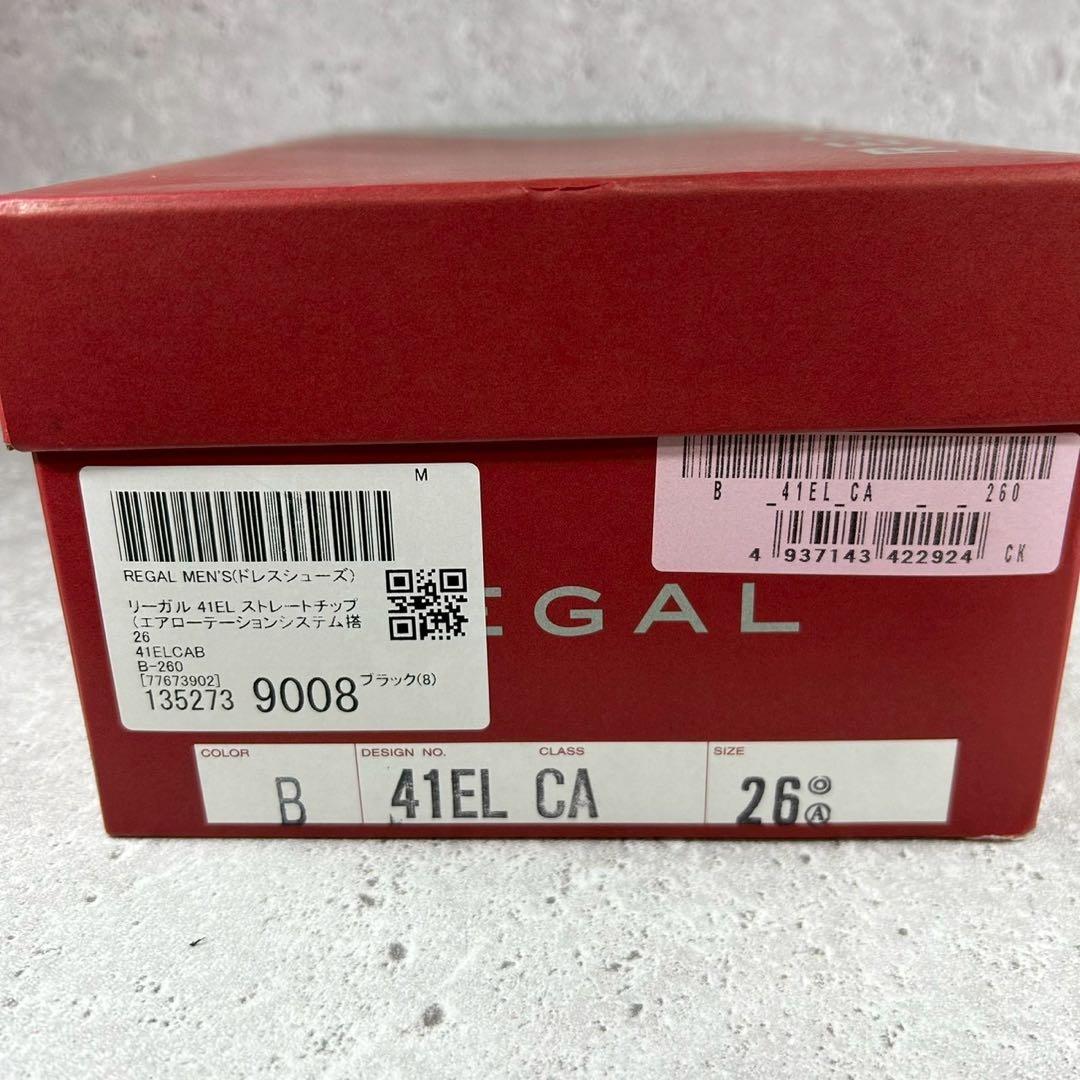 M
REGAL MEN'S(ドレスシューズ)
リーガル 41EL ストレートチップ
(エアローテーションシステム搭
26
41ELCAB
B-260
[77673902]
135273 9008 ブラック(8)
B _41EL_CA _ _ 260
4 937143 422924 CK
EGAL
COLOR DESIGN NO. CLASS SIZE
B 41EL CA 26 Ⓐ